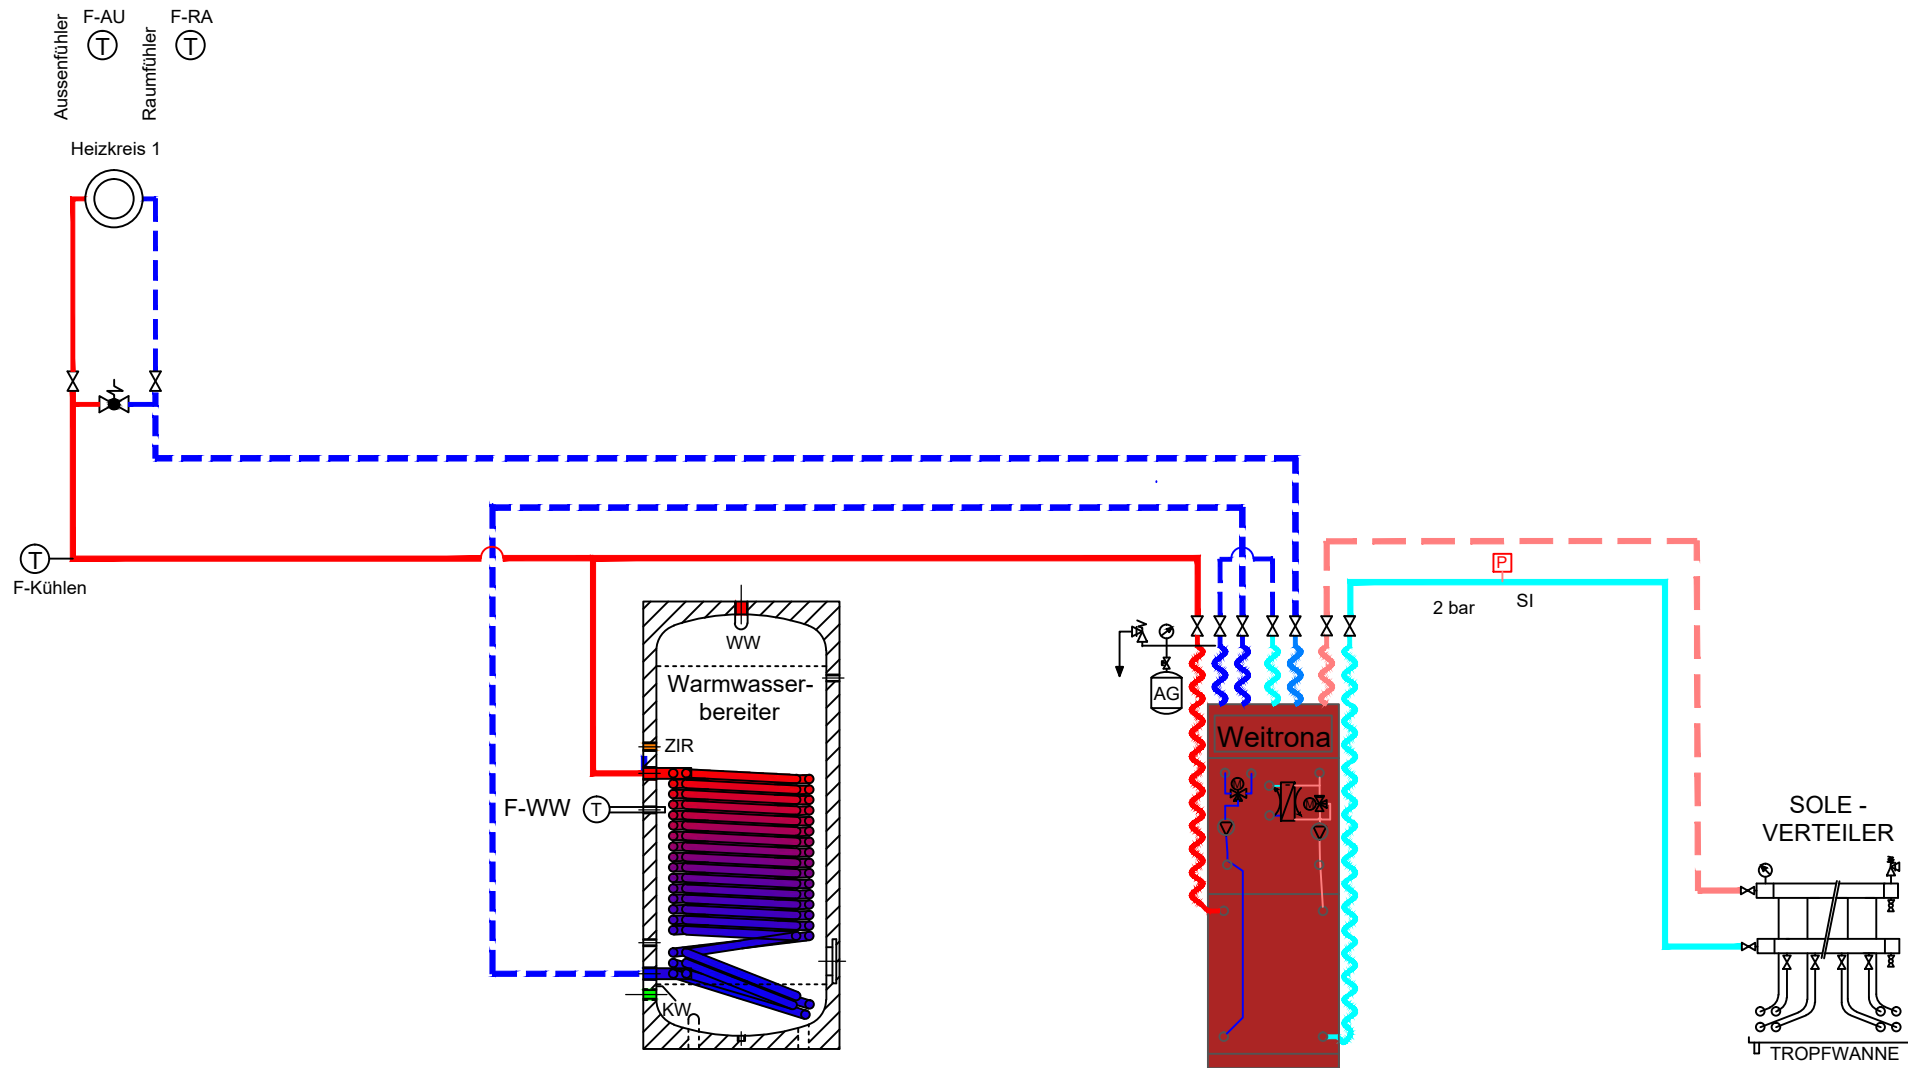 F-AU
F-RA
Aussenfühler
T
Raumfühler
T
Heizkreis 1
T
F-Kühlen
P
2 bar
SI
WW
Warmwasser-
bereiter
AG
Weitrona
ZIR
F-WW
T
M
M
SOLE -
VERTEILER
KW
TROPFWANNE